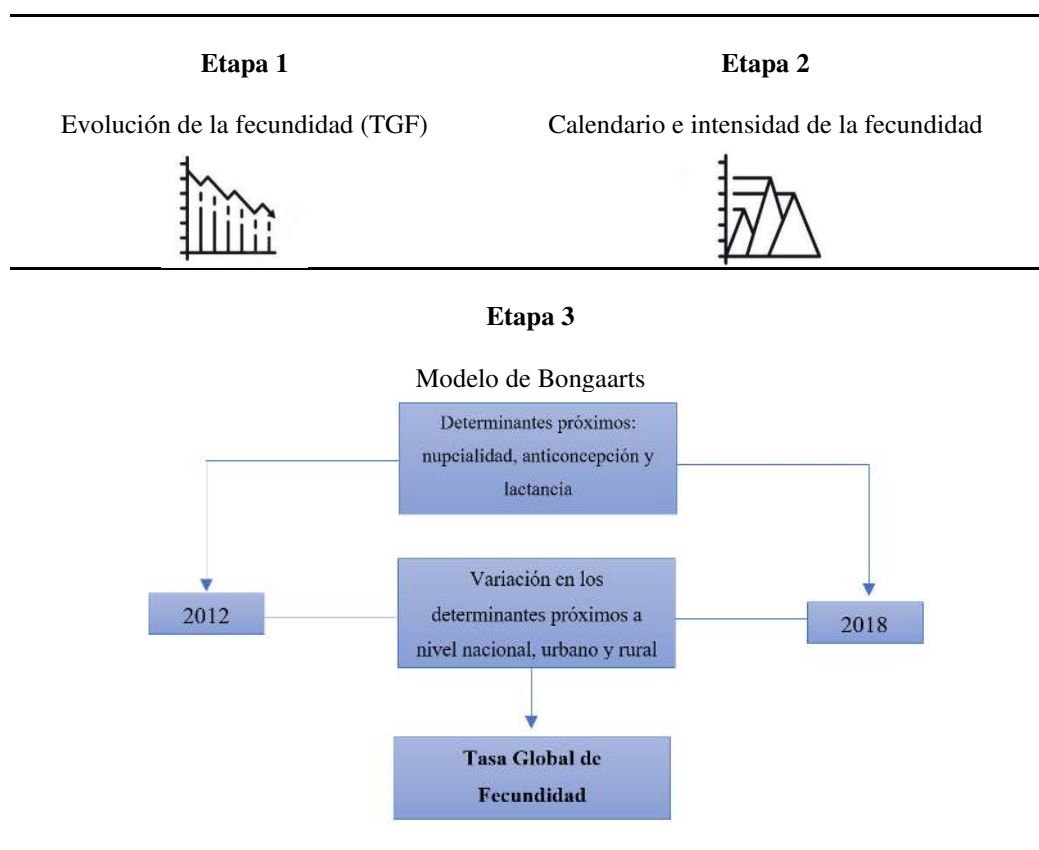 Etapa 1
Etapa 2
Evolución de la fecundidad (TGF)
Calendario e intensidad de la fecundidad
Etapa 3
Modelo de Bongaarts
Determinantes próximos:
nupcialidad, anticoncepción y
lactancia
2012
Variación en los
determinantes próximos a
nivel nacional, urbano y rural
2018
Tasa Global de
Fecundidad